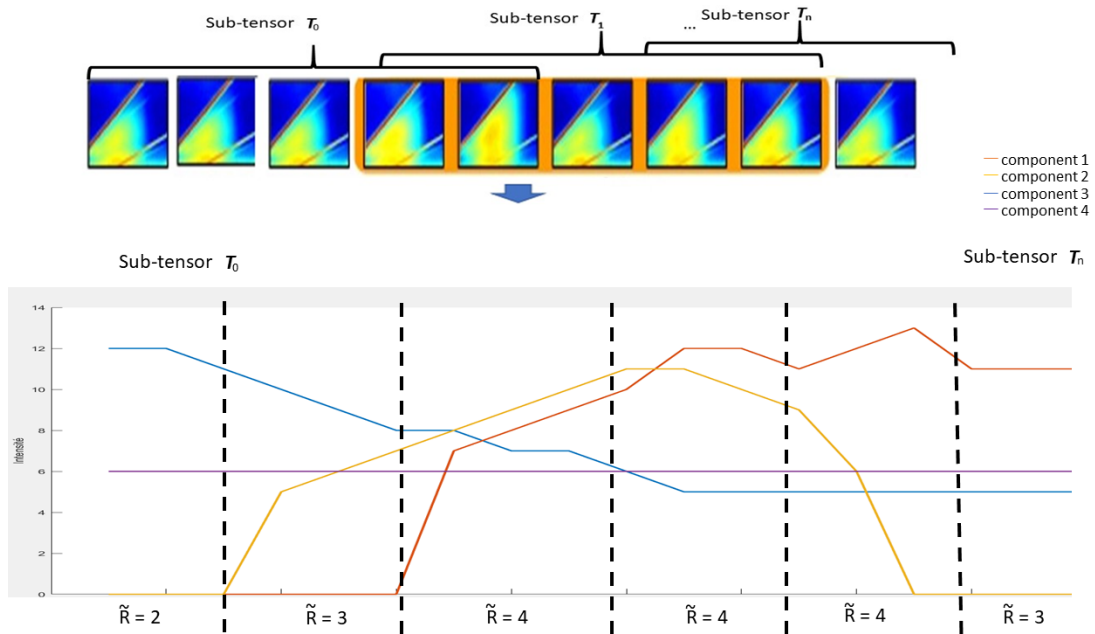 Sub-tensor T₀
Sub-tensor T₁
...
Sub-tensor Tₙ
component 1
component 2
component 3
component 4
Sub-tensor T₀
Sub-tensor Tₙ
Intensité
14
12
10
8
6
4
2
0
R̃ = 2
R̃ = 3
R̃ = 4
R̃ = 4
R̃ = 4
R̃ = 3